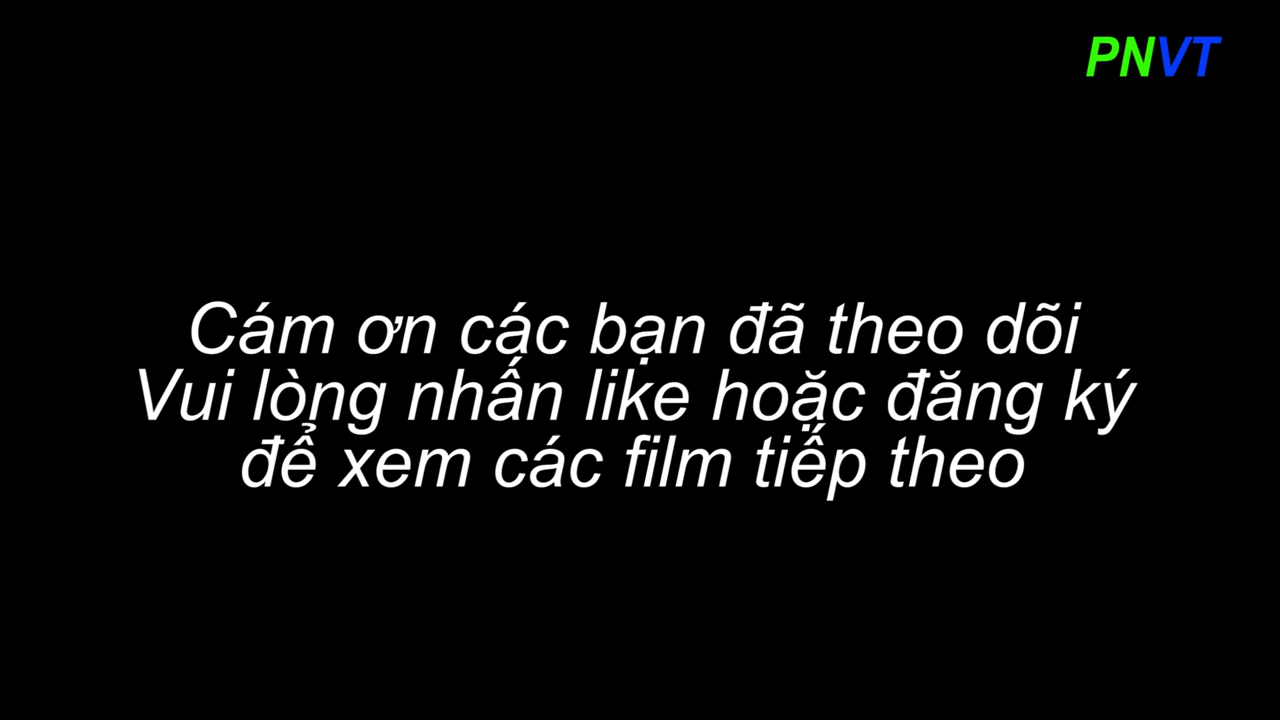 PNVT
Cám ơn các bạn đã theo dõi
Vui lòng nhấn like hoặc đăng ký
để xem các film tiếp theo